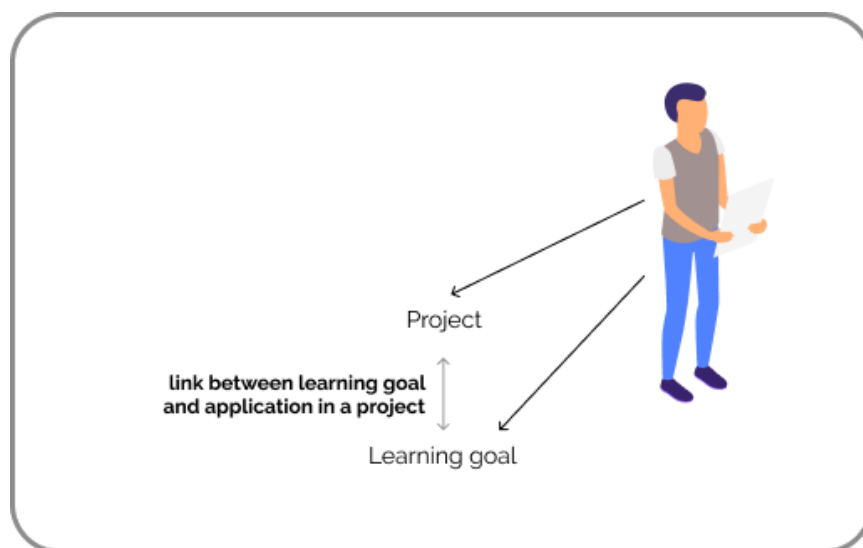 Project
link between learning goal
and application in a project
Learning goal